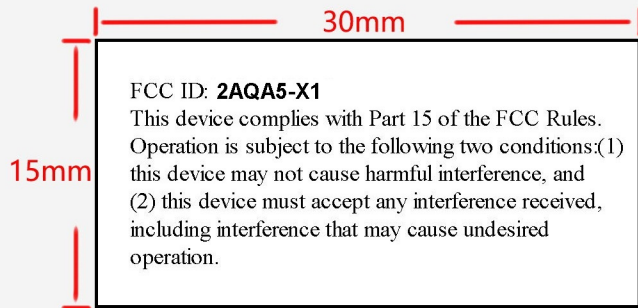 30mm
FCC ID: 2AQA5-X1
This device complies with Part 15 of the FCC Rules.
Operation is subject to the following two conditions:(1)
this device may not cause harmful interference, and
(2) this device must accept any interference received,
including interference that may cause undesired
operation.
15mm